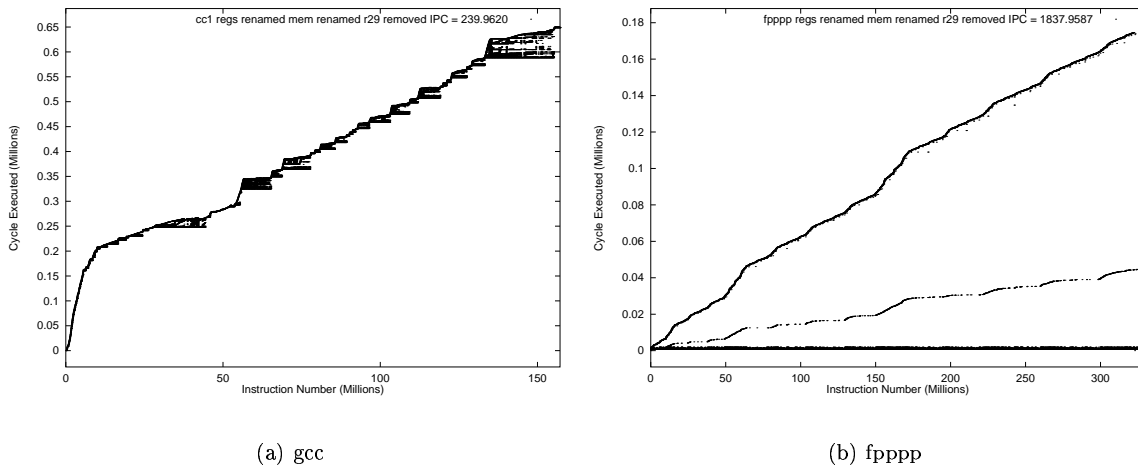 cc1 regs renamed mem renamed r29 removed IPC = 239.9620
0.65
0.6
0.55
0.5
0.45
0.4
0.35
0.3
0.25
0.2
0.15
0.1
0.05
0
Cycle Executed (Millions)
0 50 100 150
Instruction Number (Millions)
(a) gcc
fpppp regs renamed mem renamed r29 removed IPC = 1837.9587
0.18
0.16
0.14
0.12
0.1
0.08
0.06
0.04
0.02
0
Cycle Executed (Millions)
0 50 100 150 200 250 300
Instruction Number (Millions)
(b) fpppp